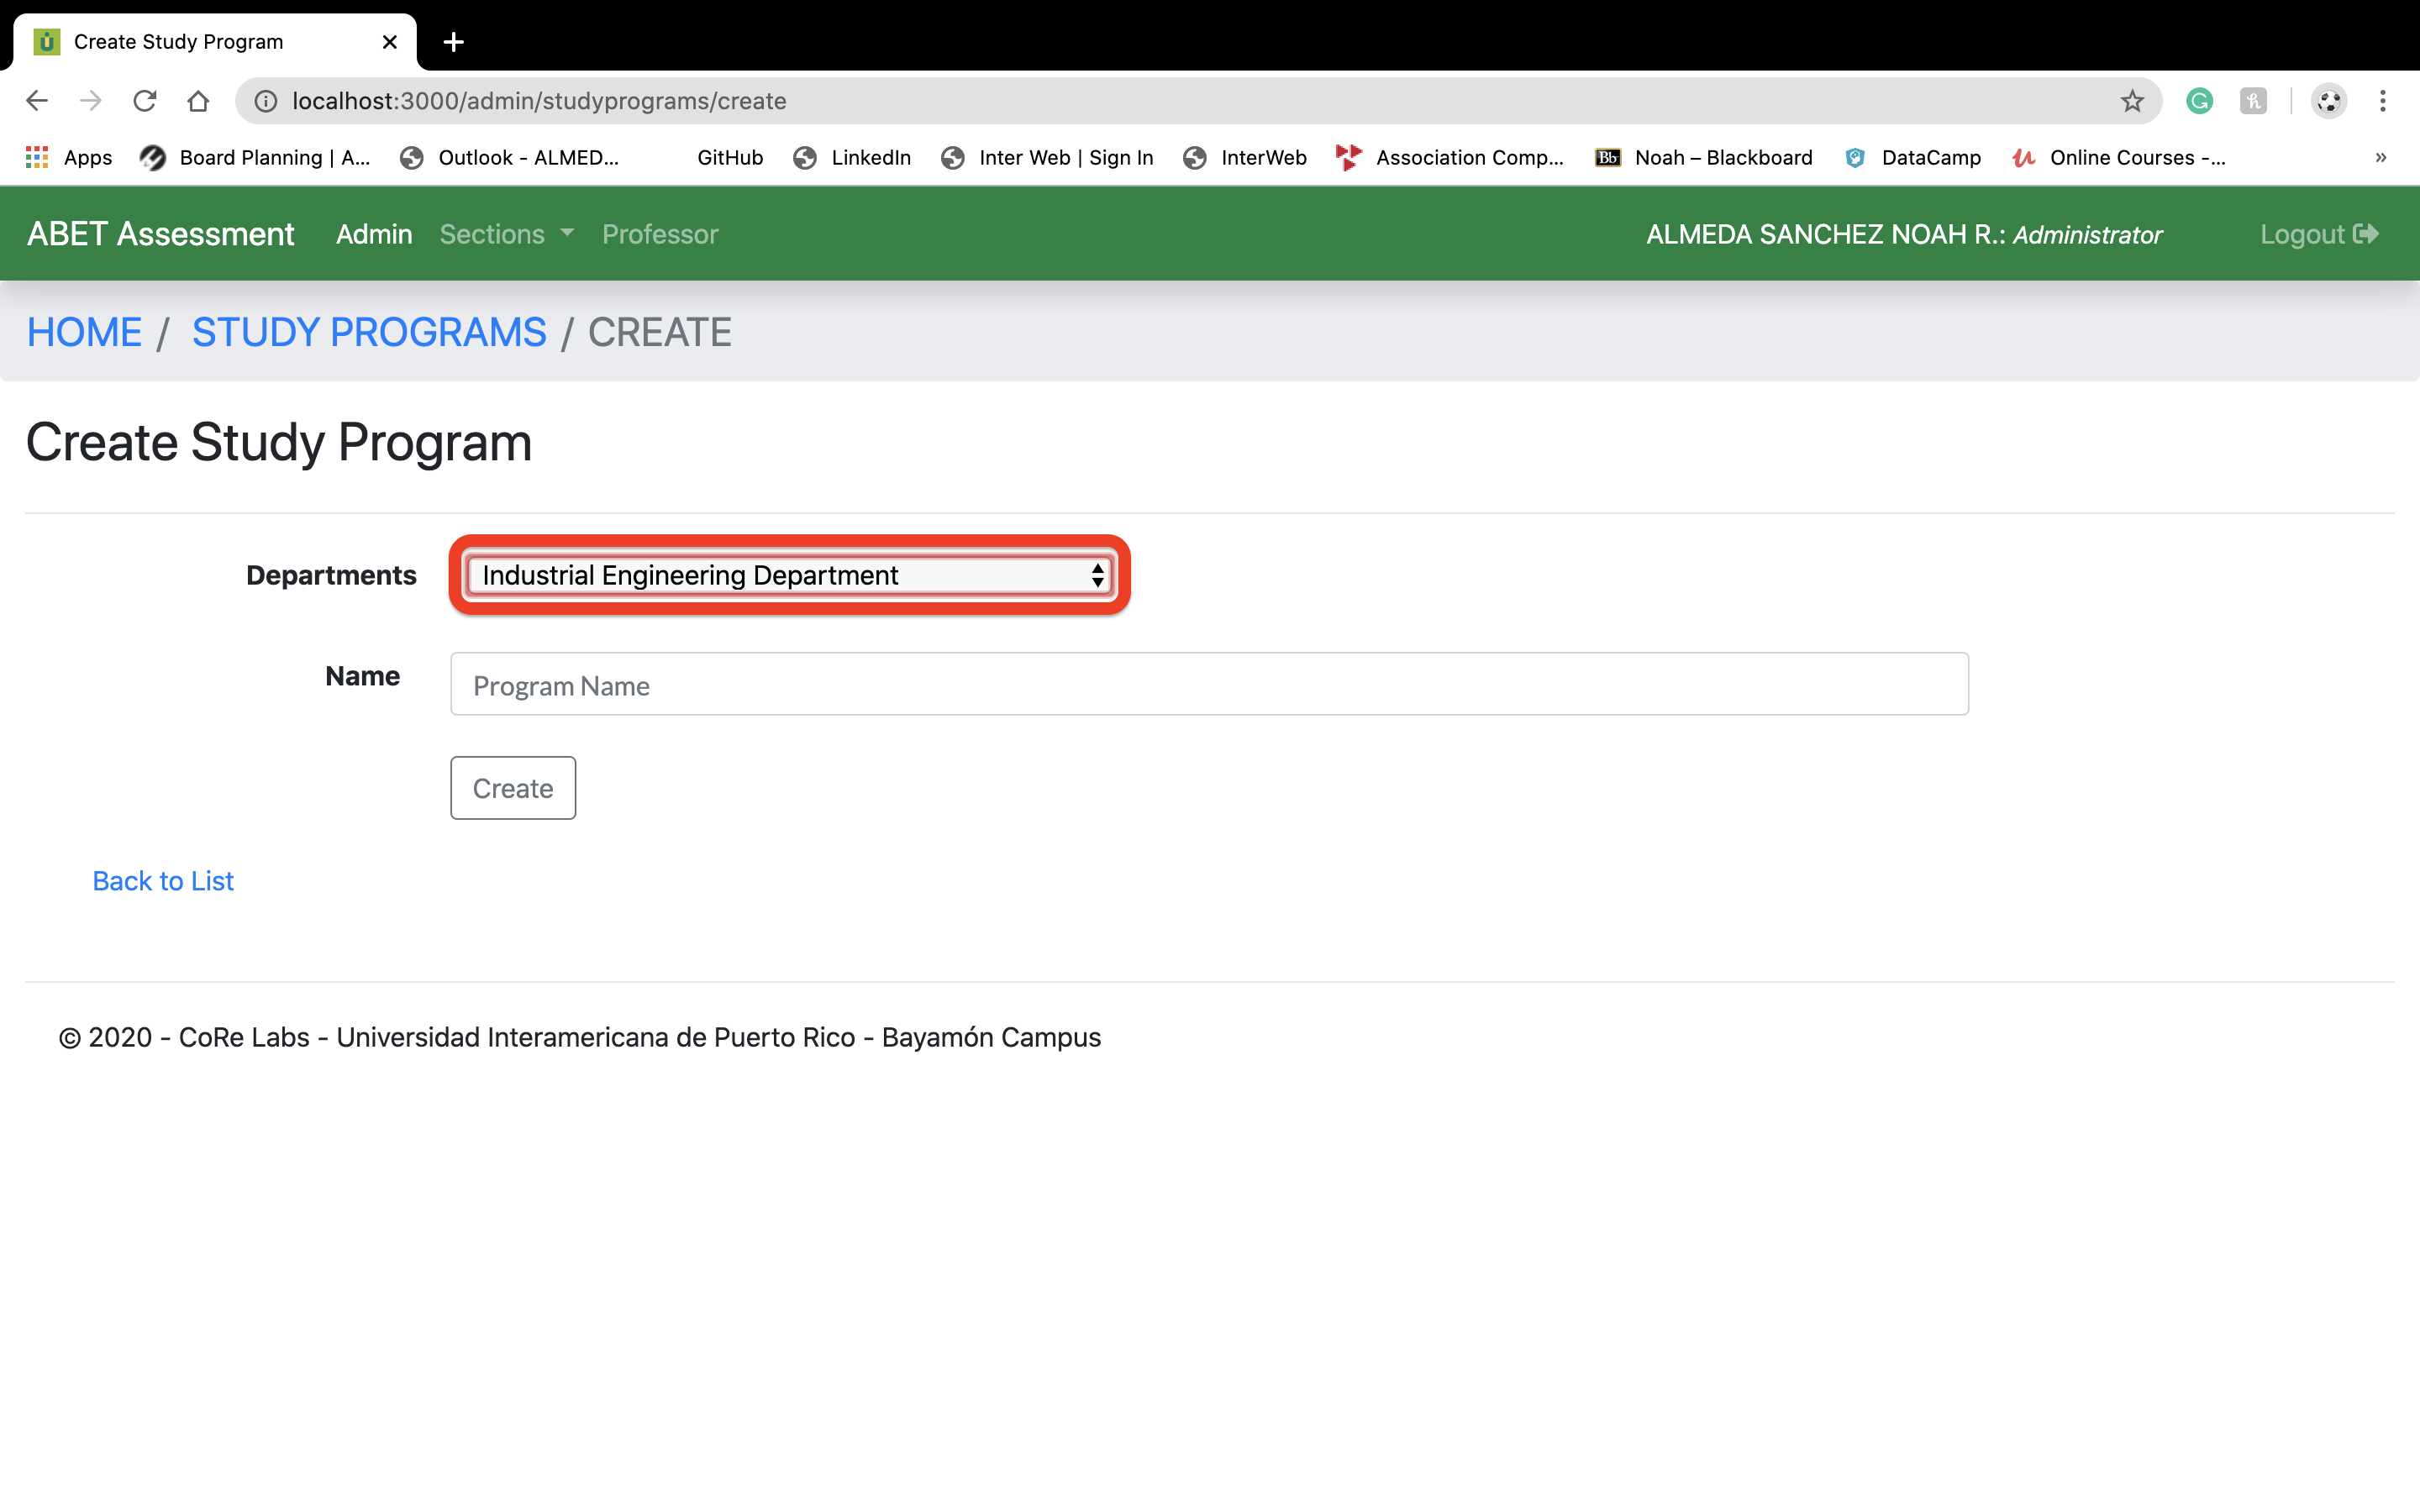 Create Study Program
localhost:3000/admin/studyprograms/create
Apps Board Planning | A... Outlook - ALMED... GitHub LinkedIn Inter Web | Sign In InterWeb Association Comp... Bb Noah – Blackboard DataCamp Online Courses -... »
ABET Assessment Admin Sections Professor ALMEDA SANCHEZ NOAH R.: Administrator Logout
HOME / STUDY PROGRAMS / CREATE
Create Study Program
Departments Industrial Engineering Department
Name Program Name
Create
Back to List
© 2020 - CoRe Labs - Universidad Interamericana de Puerto Rico - Bayamón Campus